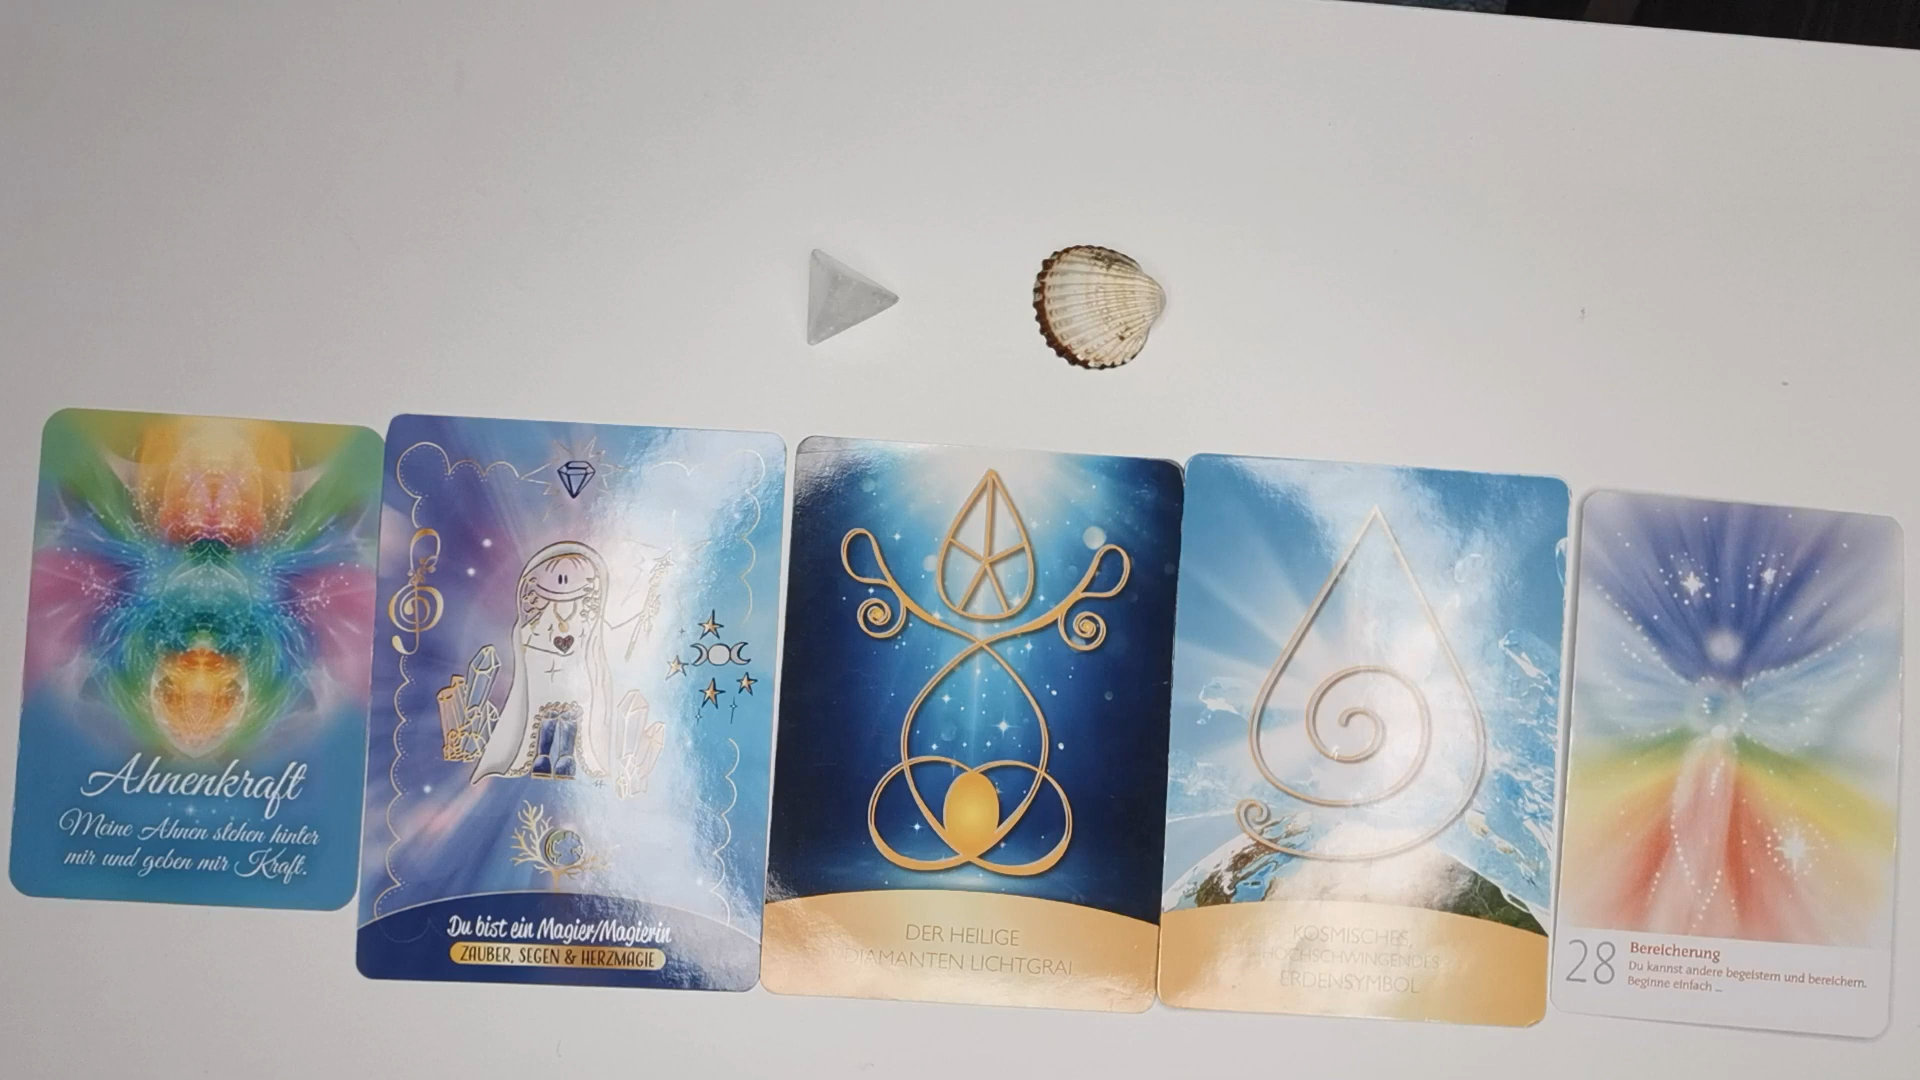 Ahnenkraft
Meine Ahnen stehen hinter
mir und geben mir Kraft.
Du bist ein Magier/Magierin
ZAUBER, SEGEN & HERZMAGIE
DER HEILIGE
DIAMANTEN LICHTGRAL
KOSMISCHES,
HOCHSCHWINGENDES
ERDENSYMBOL
28
Bereicherung
Du kannst andere begeistern und bereichern.
Beginne einfach ...